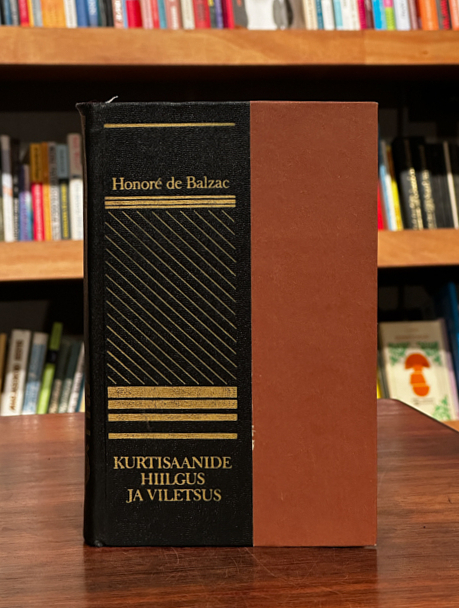 Honoré de Balzac
KURTISAANIDE
HIILGUS
JA VILETSUS